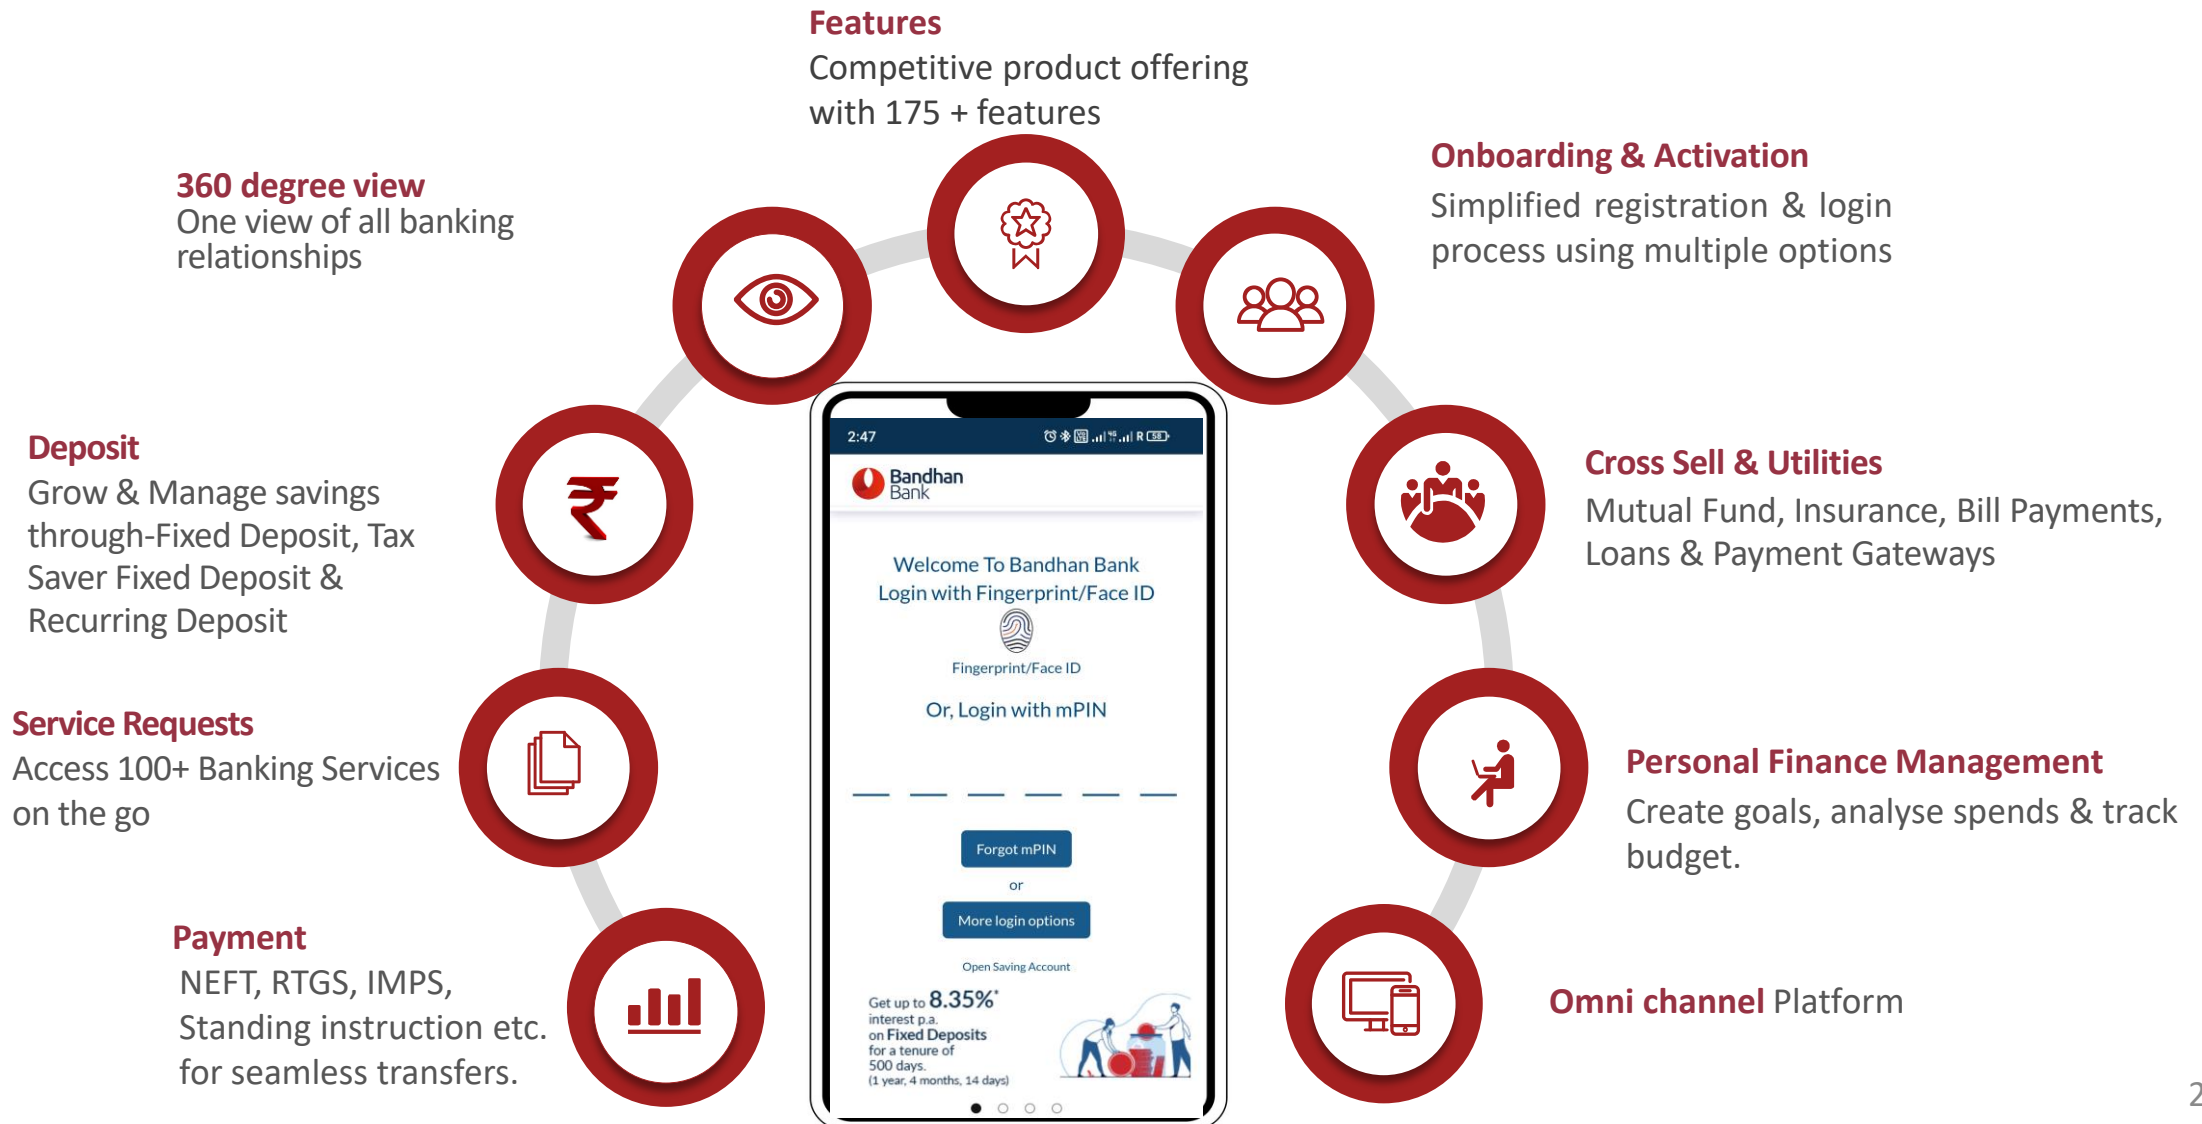 Features
Competitive product offering
with 175 + features
360 degree view
One view of all banking
relationships
Onboarding & Activation
Simplified registration & login
process using multiple options
Deposit
Grow & Manage savings
through-Fixed Deposit, Tax
Saver Fixed Deposit &
Recurring Deposit
Cross Sell & Utilities
Mutual Fund, Insurance, Bill Payments,
Loans & Payment Gateways
Service Requests
Access 100+ Banking Services
on the go
Personal Finance Management
Create goals, analyse spends & track
budget.
Payment
NEFT, RTGS, IMPS,
Standing instruction etc.
for seamless transfers.
Omni channel Platform
2:47
4G R 58
Bandhan
Bank
Welcome To Bandhan Bank
Login with Fingerprint/Face ID
Fingerprint/Face ID
Or, Login with mPIN
Forgot mPIN
or
More login options
Open Saving Account
Get up to 8.35%*
interest p.a.
on Fixed Deposits
for a tenure of
500 days.
(1 year, 4 months, 14 days)
2